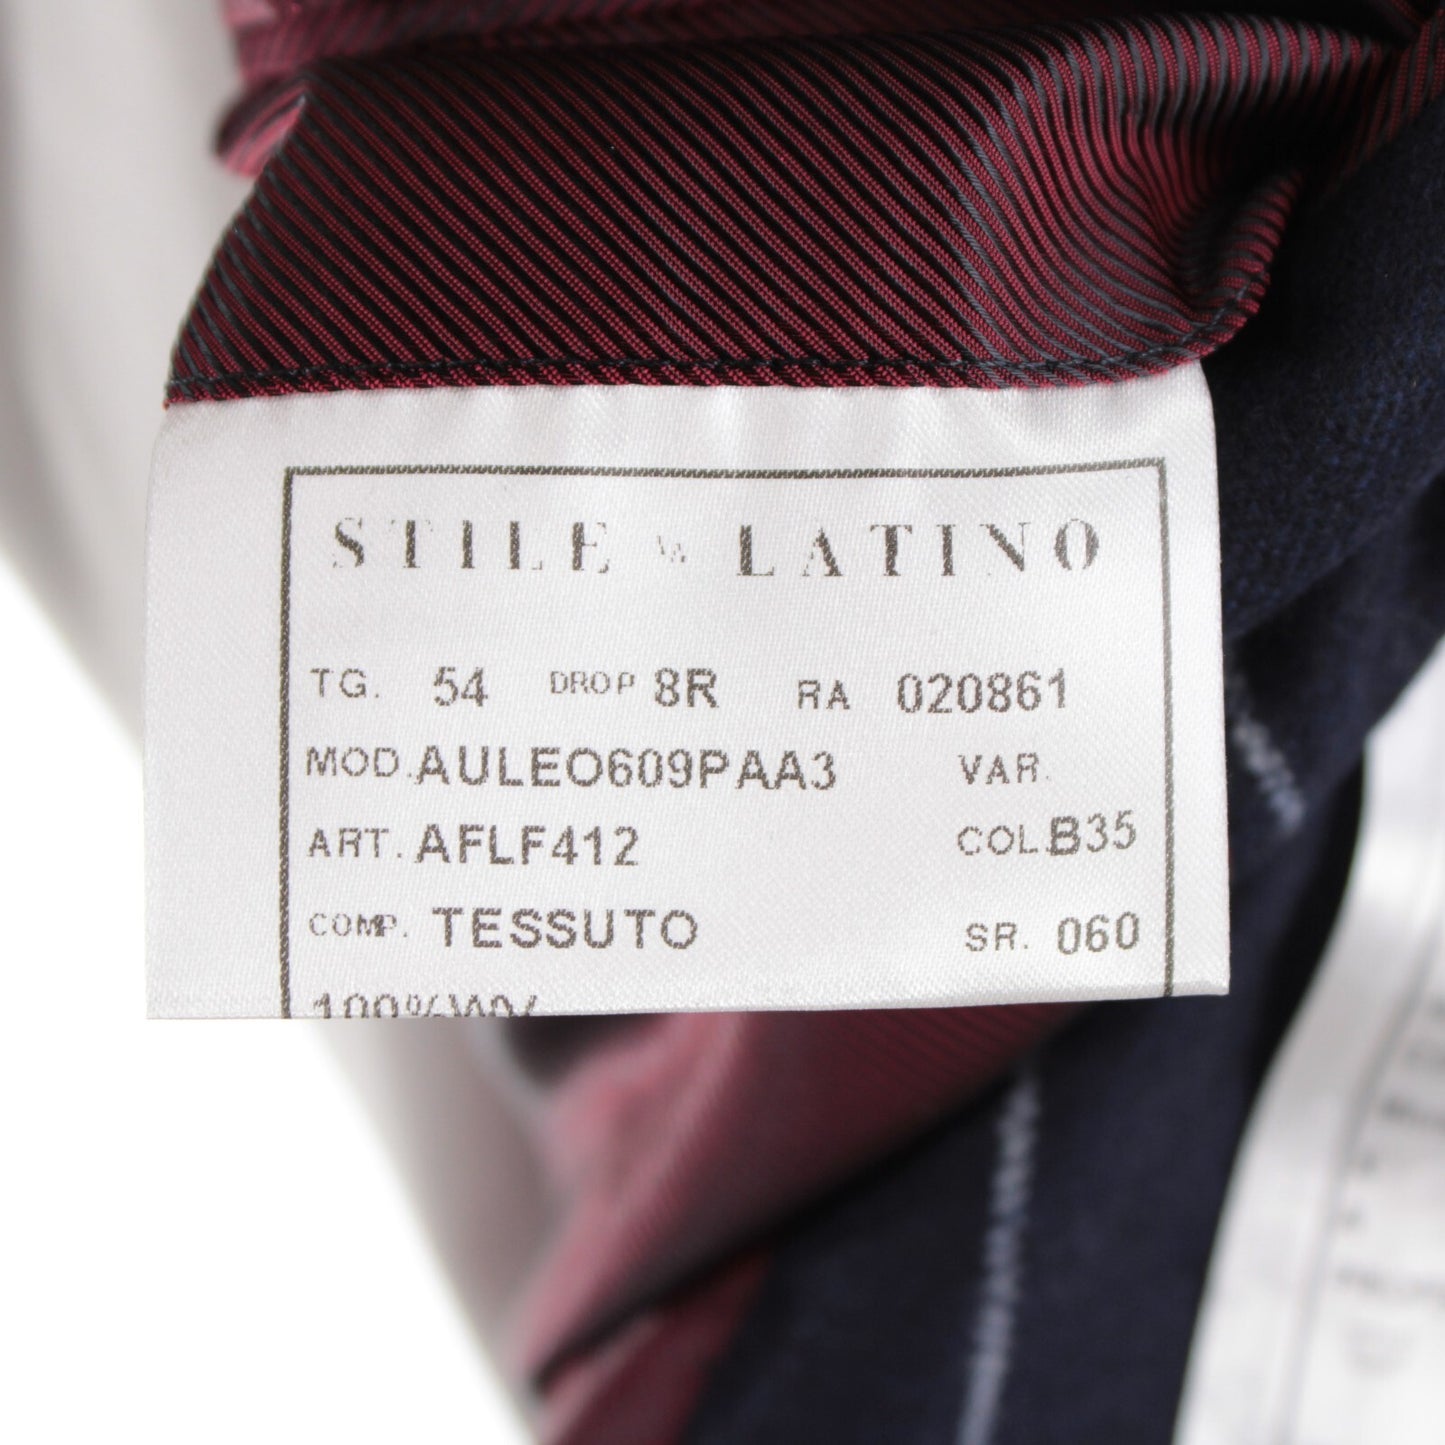 STILE LATINO
TG. 54 DROP 8R RA 020861
MOD. AULEO609PAA3 VAR.
ART. AFLF412 COL. B35
COMP. TESSUTO SR. 060
100%